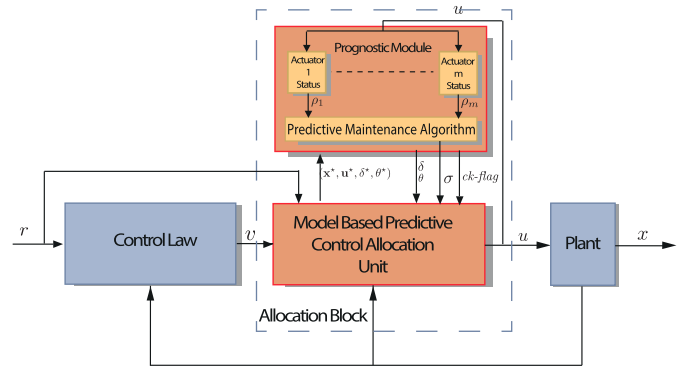 u
Prognostic Module
Actuator
1
Status
Actuator
m
Status
ρ₁
ρₘ
Predictive Maintenance Algorithm
(x*, u*, δ*, θ*)
δ
θ
σ
ck-flag
r
Control Law
v
Model Based Predictive
Control Allocation
Unit
u
Plant
x
Allocation Block